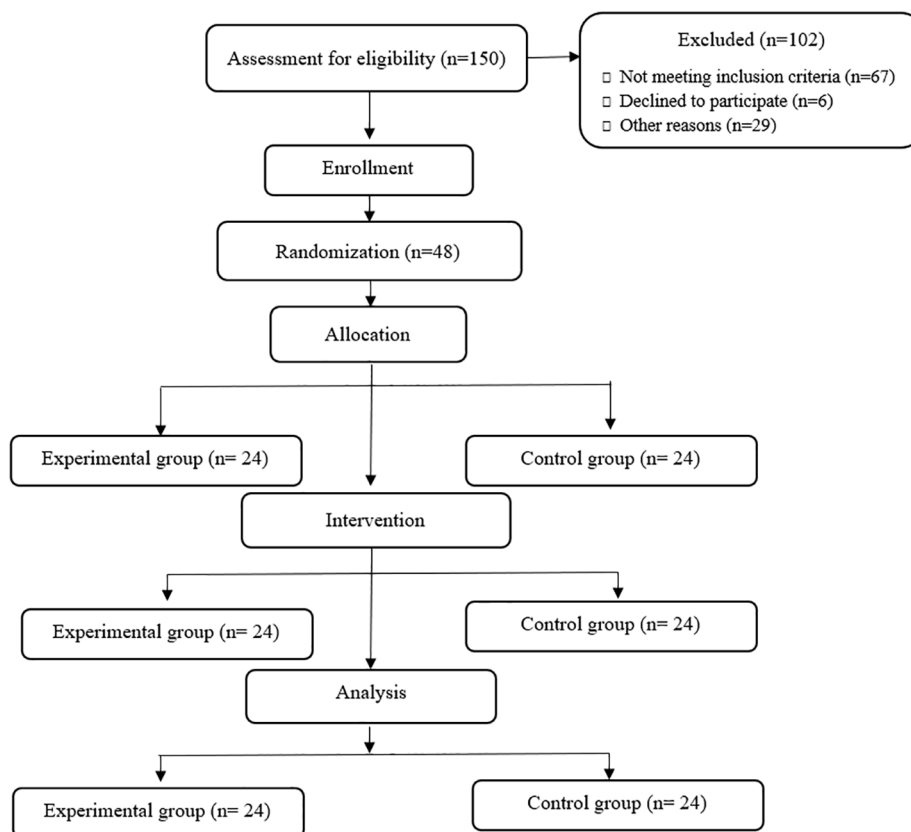 Assessment for eligibility (n=150)
Excluded (n=102)
▯ Not meeting inclusion criteria (n=67)
▯ Declined to participate (n=6)
▯ Other reasons (n=29)
Enrollment
Randomization (n=48)
Allocation
Experimental group (n= 24)
Control group (n= 24)
Intervention
Experimental group (n= 24)
Control group (n= 24)
Analysis
Experimental group (n= 24)
Control group (n= 24)